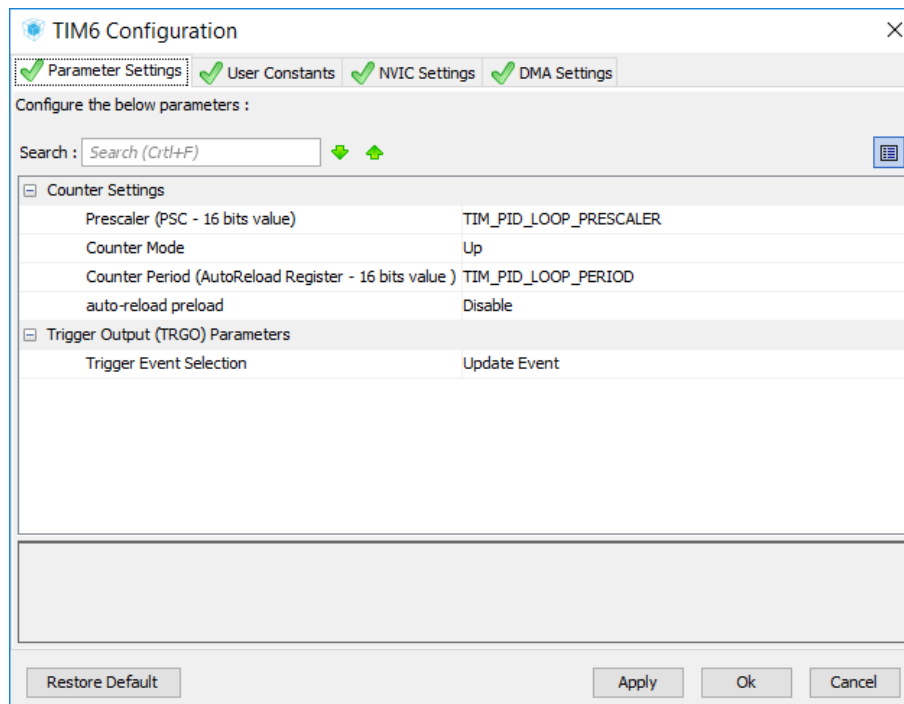 TIM6 Configuration
Parameter Settings User Constants NVIC Settings DMA Settings
Configure the below parameters :
Search : Search (Crtl+F)
Counter Settings
Prescaler (PSC - 16 bits value) TIM_PID_LOOP_PRESCALER
Counter Mode Up
Counter Period (AutoReload Register - 16 bits value ) TIM_PID_LOOP_PERIOD
auto-reload preload Disable
Trigger Output (TRGO) Parameters
Trigger Event Selection Update Event
Restore Default Apply Ok Cancel